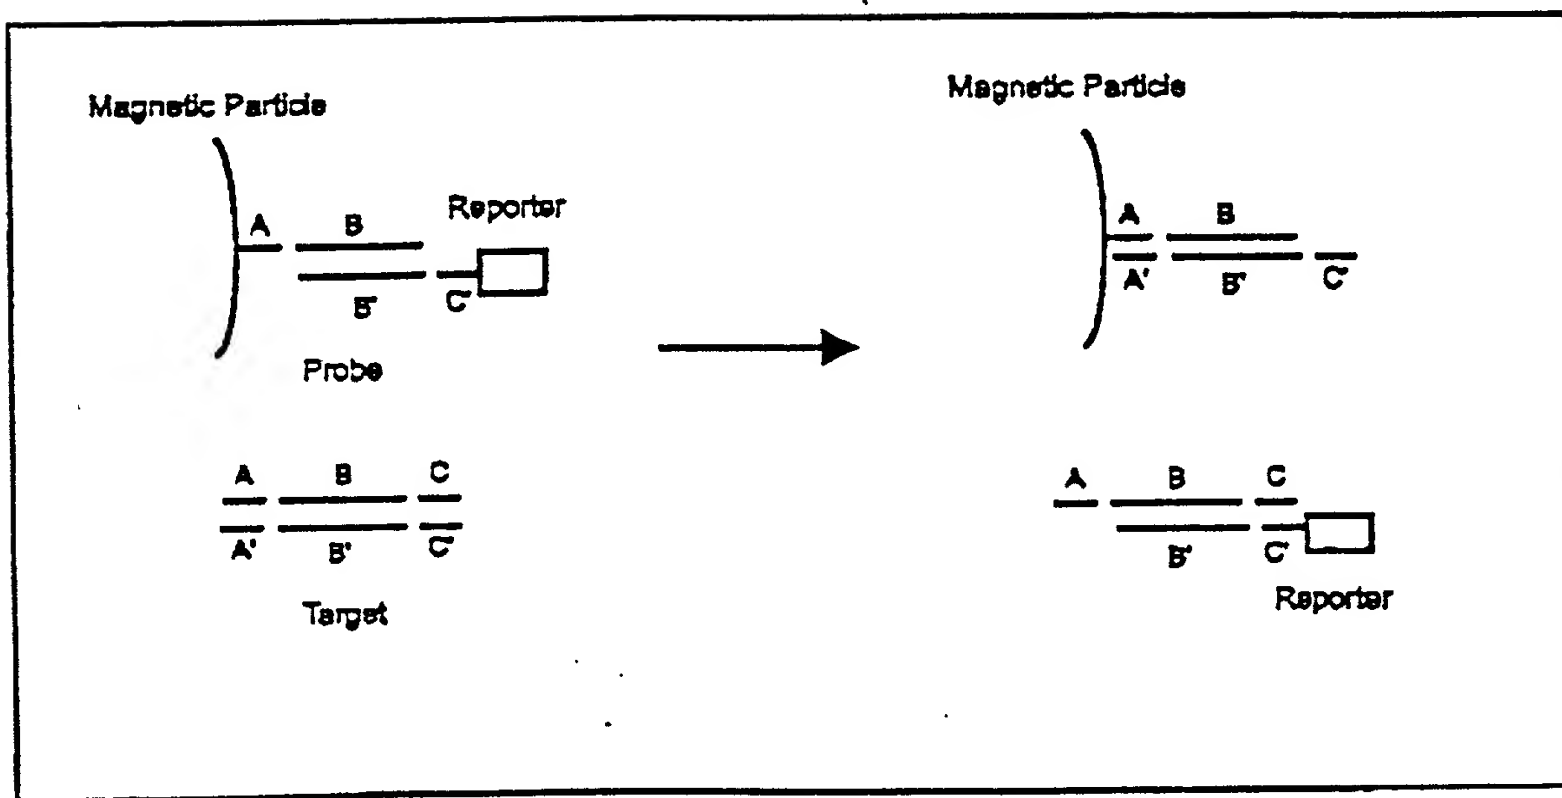 Magnetic Particle
A B Reporter
B' C'
Probe
A B C
A' B' C'
Target
Magnetic Particle
A B
A' B' C'
A B C
B' C'
Reporter